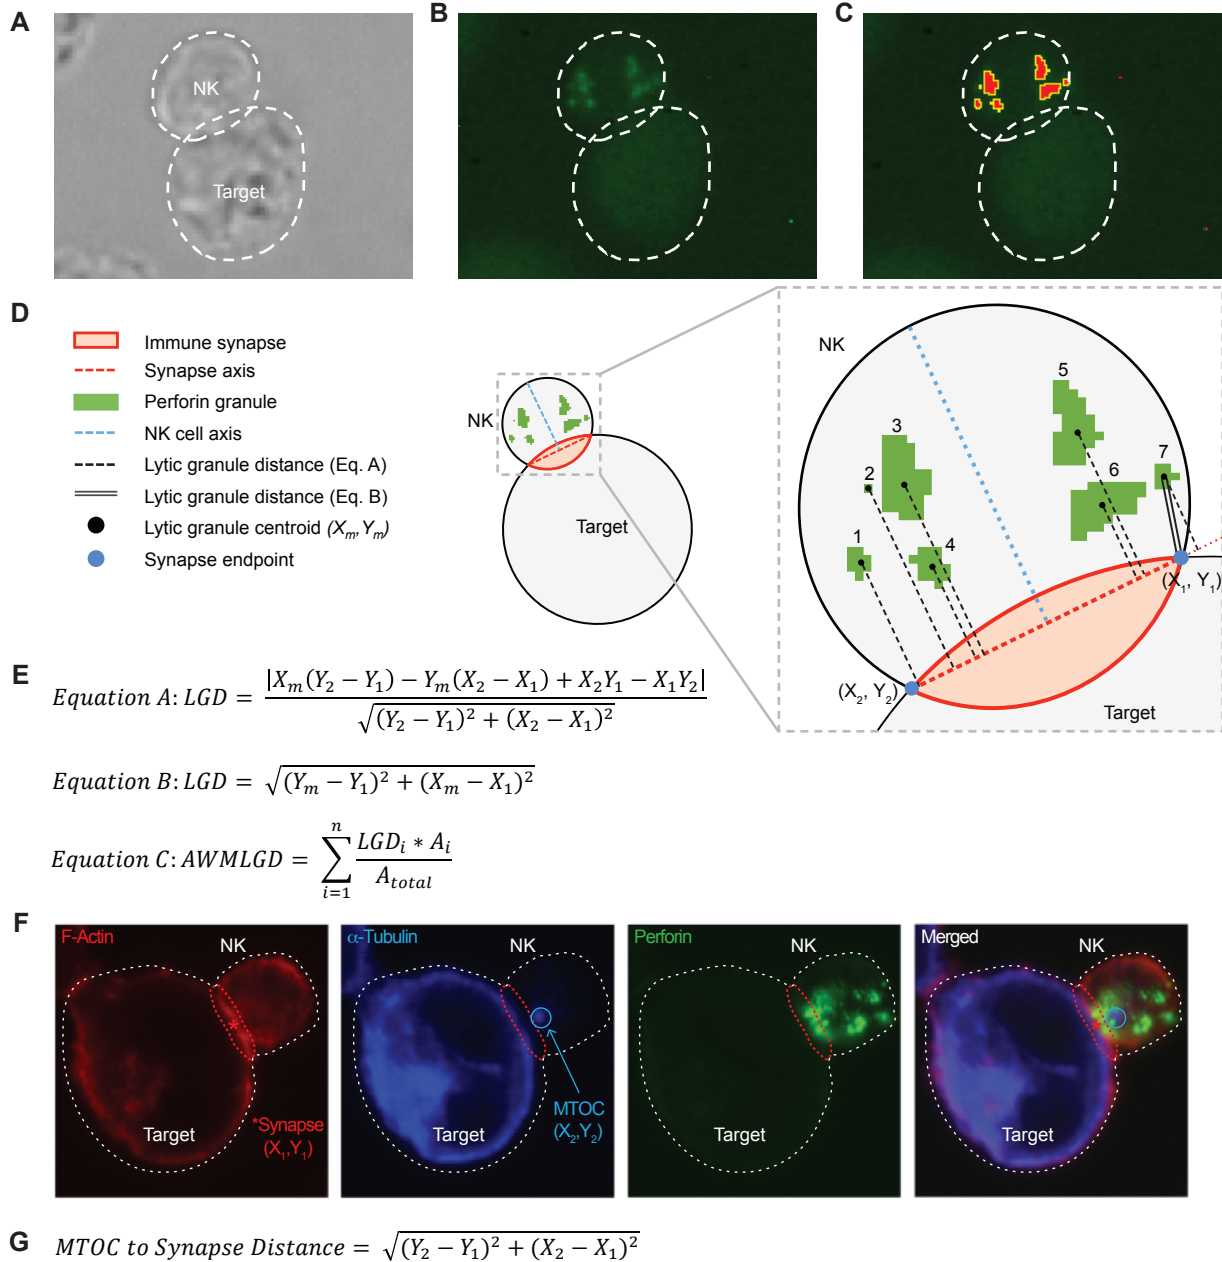 A
B
C
NK
Target
D
Immune synapse
Synapse axis
Perforin granule
NK cell axis
Lytic granule distance (Eq. A)
Lytic granule distance (Eq. B)
Lytic granule centroid (Xₘ, Yₘ)
Synapse endpoint
NK
Target
NK
1
2
3
4
5
6
7
(X₁, Y₁)
(X₂, Y₂)
Target
E
Equation A: LGD = |Xₘ(Y₂ − Y₁) − Yₘ(X₂ − X₁) + X₂Y₁ − X₁Y₂| / √(Y₂ − Y₁)² + (X₂ − X₁)²
Equation B: LGD = √(Yₘ − Y₁)² + (Xₘ − X₁)²
Equation C: AWMLGD = ∑ⁿᵢ₌₁ LGDᵢ * Aᵢ / A_total
F
F-Actin
NK
Target
*Synapse
(X₁,Y₁)
α-Tubulin
NK
MTOC
(X₂,Y₂)
Target
Perforin
NK
Target
Merged
NK
Target
G
MTOC to Synapse Distance = √(Y₂ − Y₁)² + (X₂ − X₁)²